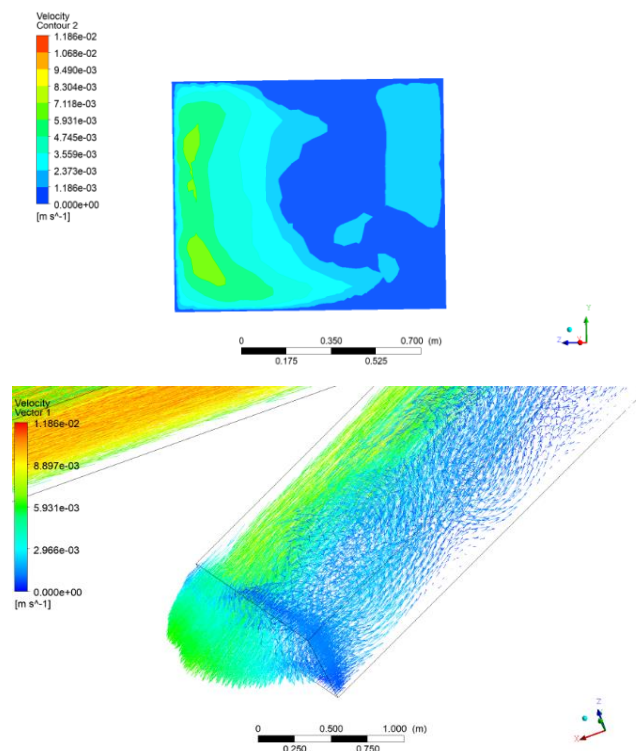 Velocity
Contour 2
1.186e-02
1.068e-02
9.490e-03
8.304e-03
7.118e-03
5.931e-03
4.745e-03
3.559e-03
2.373e-03
1.186e-03
0.000e+00
[m s^-1]
0 0.350 0.700 (m)
0.175 0.525
Y
Z X
Velocity
Vector 1
1.186e-02
8.897e-03
5.931e-03
2.966e-03
0.000e+00
[m s^-1]
0 0.500 1.000 (m)
0.250 0.750
Z
X